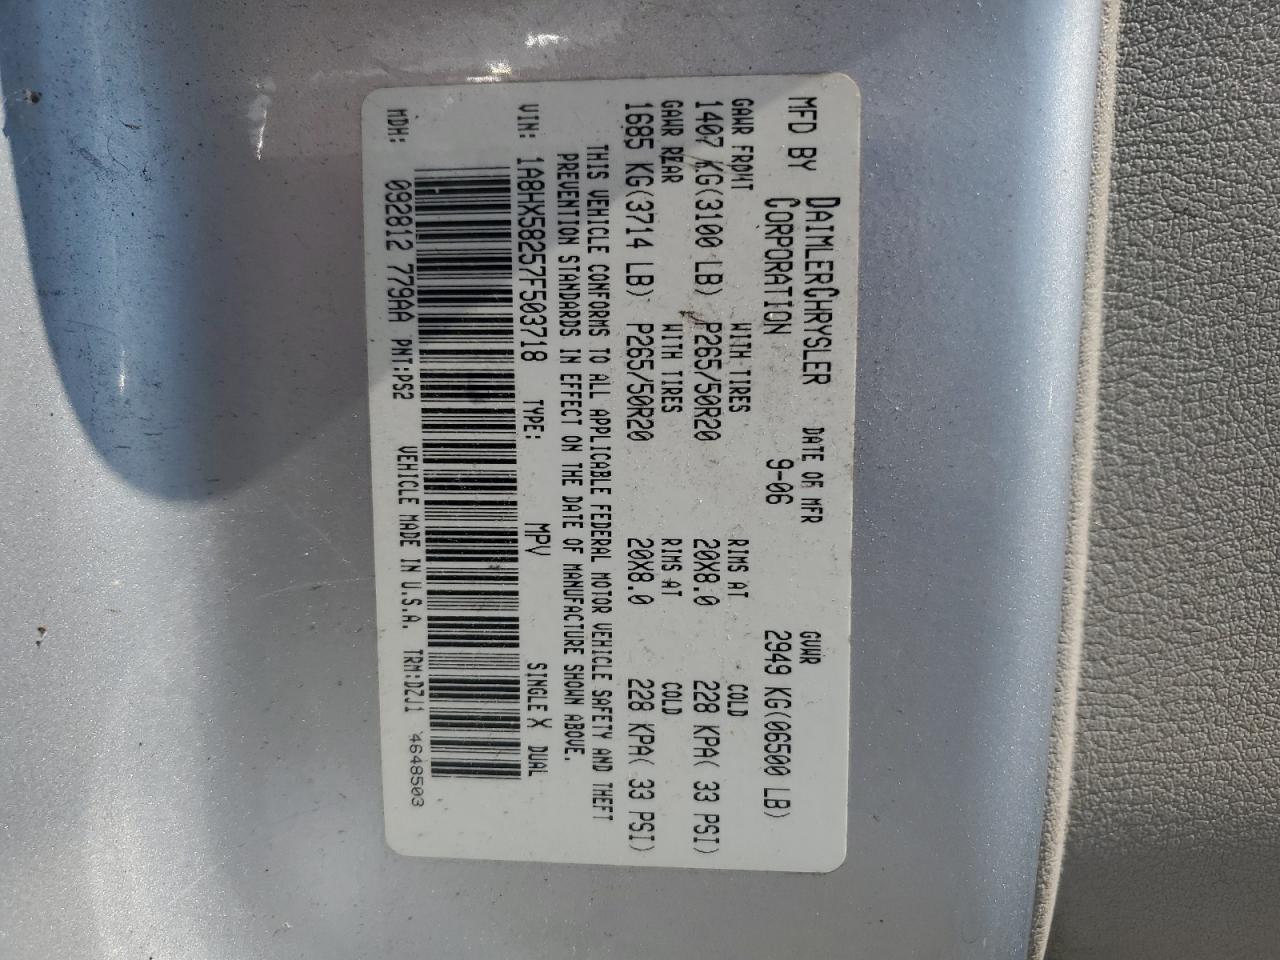 MFD BY DAIMLERCHRYSLER CORPORATION DATE OF MFR 9-06 GVWR 2949 KG(06500 LB)
GAWR FRONT WITH TIRES RIMS AT COLD
1407 KG(3100 LB) P265/50R20 20X8.0 228 KPA( 33 PSI)
GAWR REAR WITH TIRES RIMS AT COLD
1685 KG(3714 LB) P265/50R20 20X8.0 228 KPA( 33 PSI)
THIS VEHICLE CONFORMS TO ALL APPLICABLE FEDERAL MOTOR VEHICLE SAFETY AND THEFT
PREVENTION STANDARDS IN EFFECT ON THE DATE OF MANUFACTURE SHOWN ABOVE.
VIN: 1A8HX58257F503718 TYPE: MPV SINGLE X DUAL
MDH: 092812 779AA PNT:PS2 VEHICLE MADE IN U.S.A. TRM:DZJ1 4648503